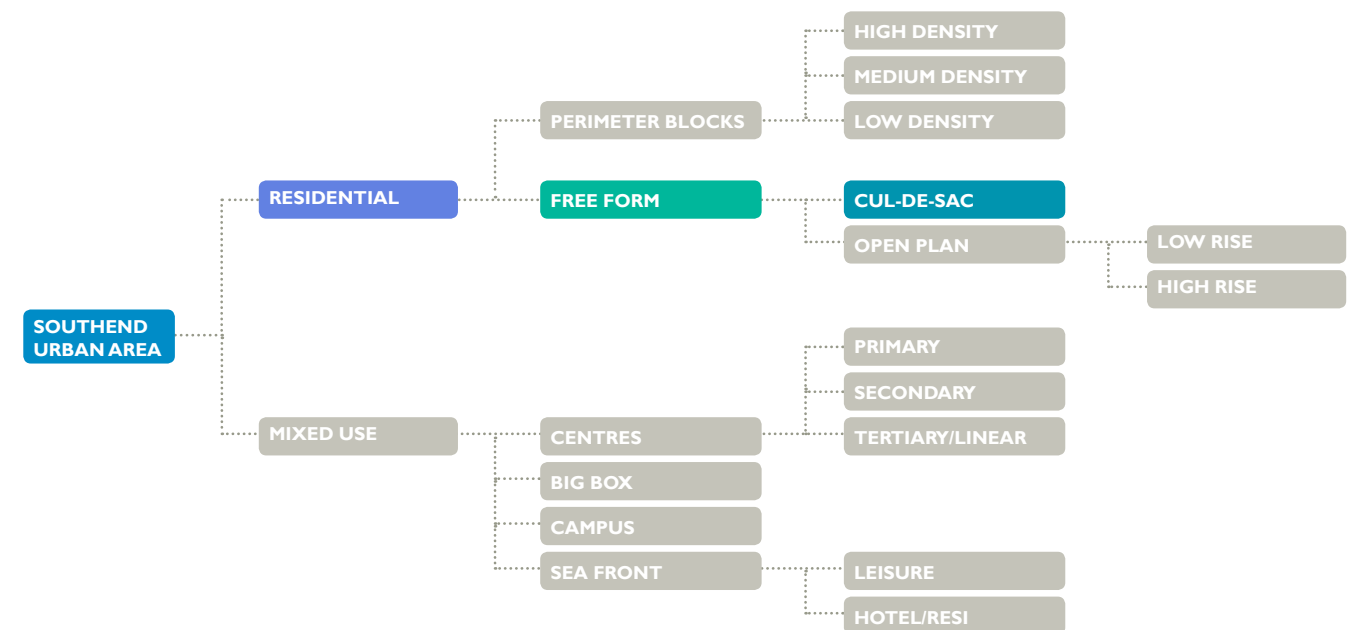 HIGH DENSITY
MEDIUM DENSITY
PERIMETER BLOCKS
LOW DENSITY
RESIDENTIAL
FREE FORM
CUL-DE-SAC
OPEN PLAN
LOW RISE
HIGH RISE
SOUTHEND
URBAN AREA
PRIMARY
SECONDARY
MIXED USE
CENTRES
TERTIARY/LINEAR
BIG BOX
CAMPUS
SEA FRONT
LEISURE
HOTEL/RESI